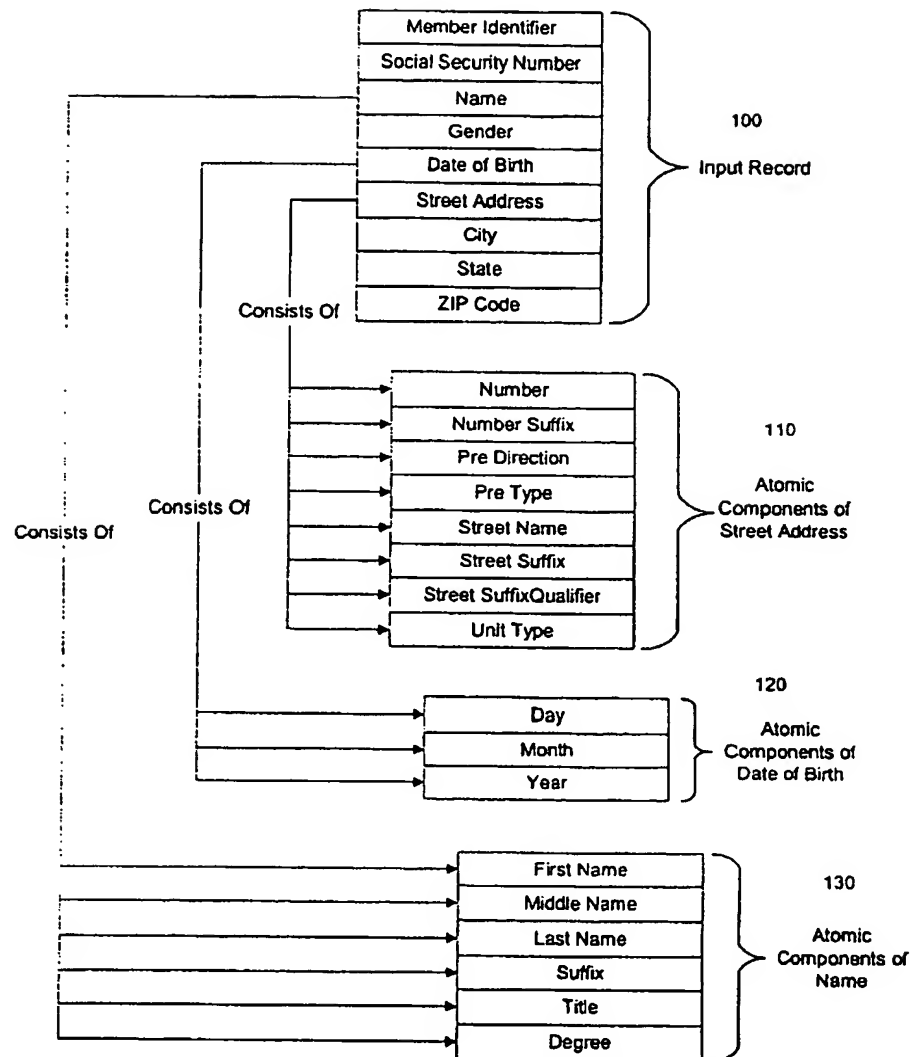 Member Identifier
Social Security Number
Name
Gender
Date of Birth
Street Address
City
State
ZIP Code
100
Input Record
Consists Of
Number
Number Suffix
Pre Direction
Pre Type
Street Name
Street Suffix
Street SuffixQualifier
Unit Type
110
Atomic
Components of
Street Address
Consists Of
Consists Of
Day
Month
Year
120
Atomic
Components of
Date of Birth
First Name
Middle Name
Last Name
Suffix
Title
Degree
130
Atomic
Components of
Name